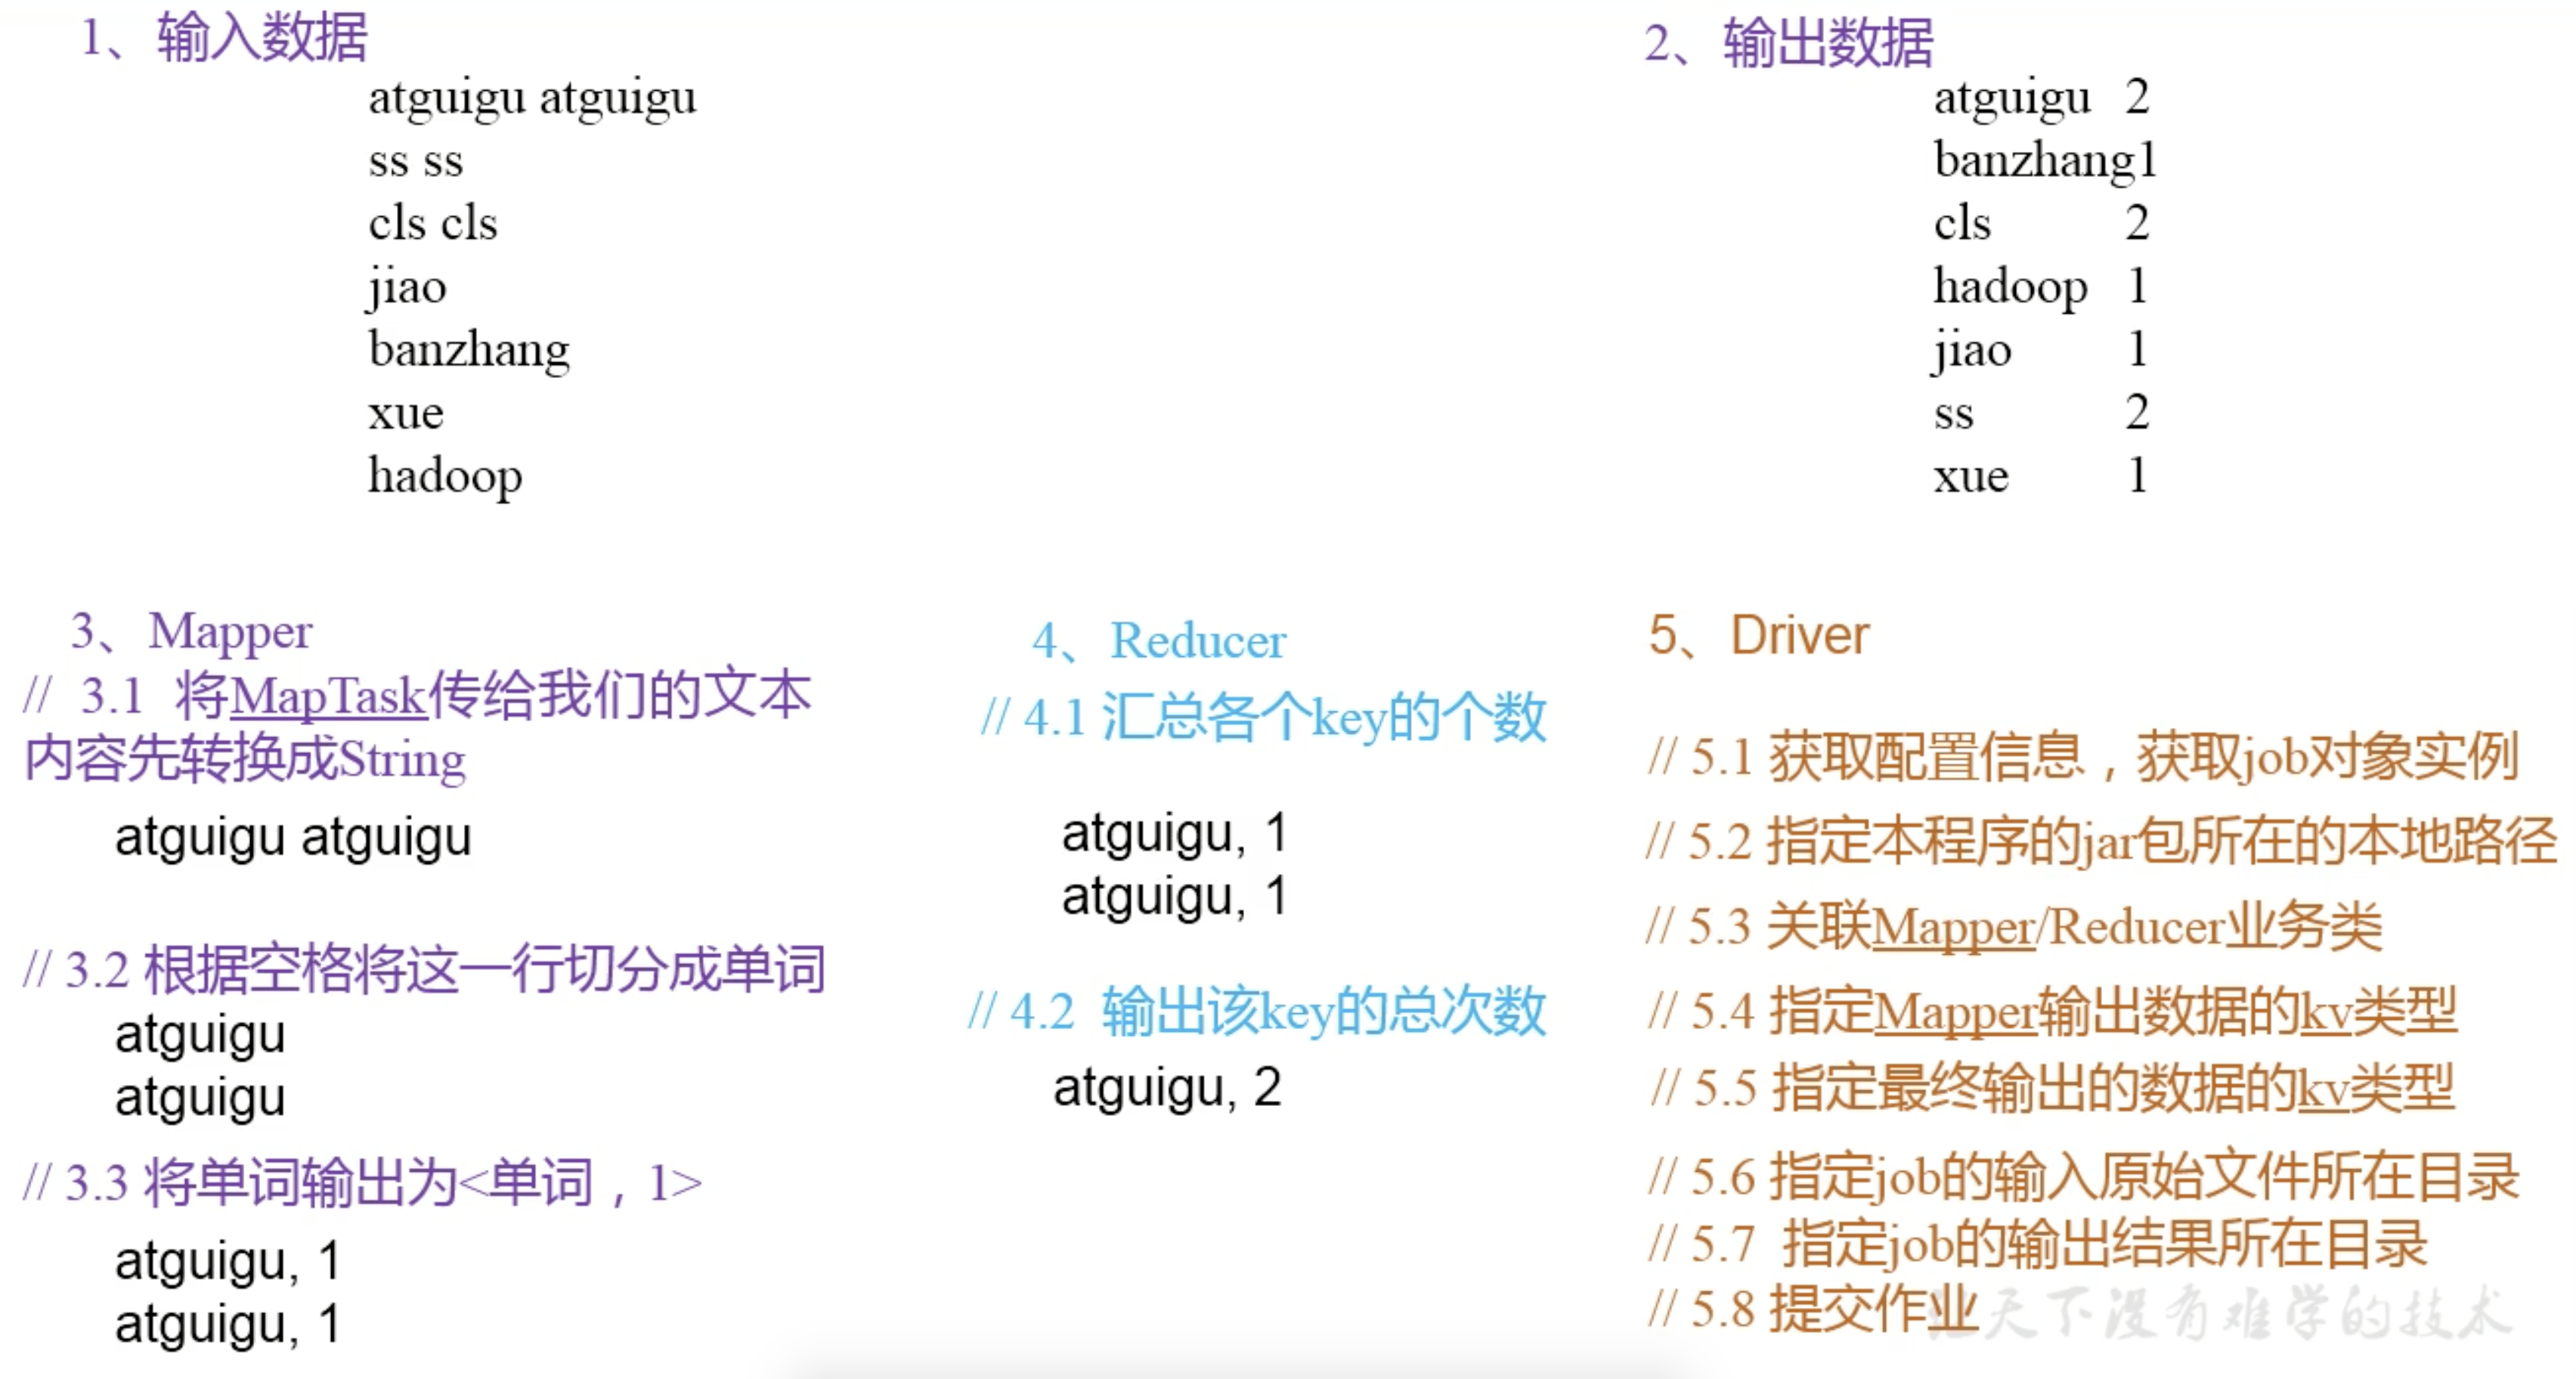 1、输入数据
atguigu atguigu
ss ss
cls cls
jiao
banzhang
xue
hadoop
2、输出数据
atguigu 2
banzhang1
cls 2
hadoop 1
jiao 1
ss 2
xue 1
3、Mapper
// 3.1 将MapTask传给我们的文本
内容先转换成String
atguigu atguigu
// 3.2 根据空格将这一行切分成单词
atguigu
atguigu
// 3.3 将单词输出为<单词，1>
atguigu, 1
atguigu, 1
4、Reducer
// 4.1 汇总各个key的个数
atguigu, 1
atguigu, 1
// 4.2 输出该key的总次数
atguigu, 2
5、Driver
// 5.1 获取配置信息，获取job对象实例
// 5.2 指定本程序的jar包所在的本地路径
// 5.3 关联Mapper/Reducer业务类
// 5.4 指定Mapper输出数据的kv类型
// 5.5 指定最终输出的数据的kv类型
// 5.6 指定job的输入原始文件所在目录
// 5.7 指定job的输出结果所在目录
// 5.8 提交作业
天下没有难学的技术